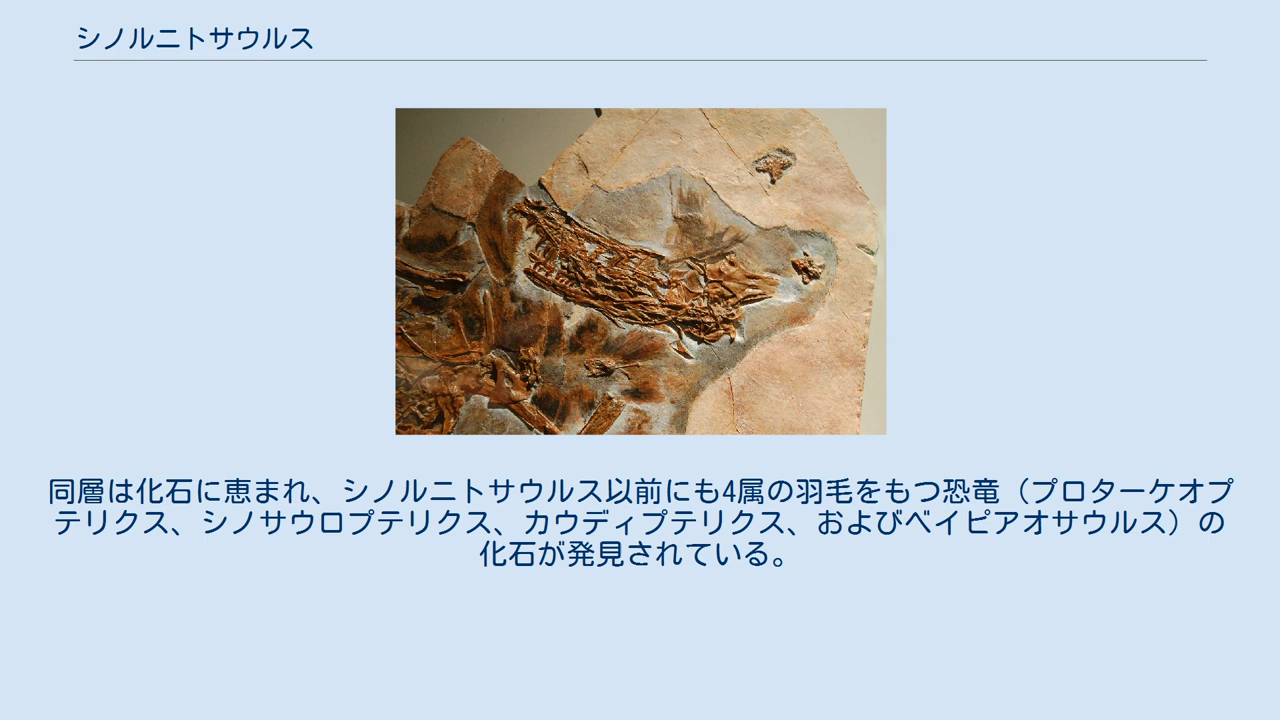 シノルニトサウルス
同層は化石に恵まれ、シノルニトサウルス以前にも4属の羽毛をもつ恐竜（プロターケオプ
テリクス、シノサウロプテリクス、カウディプテリクス、およびベイピアオサウルス）の
化石が発見されている。